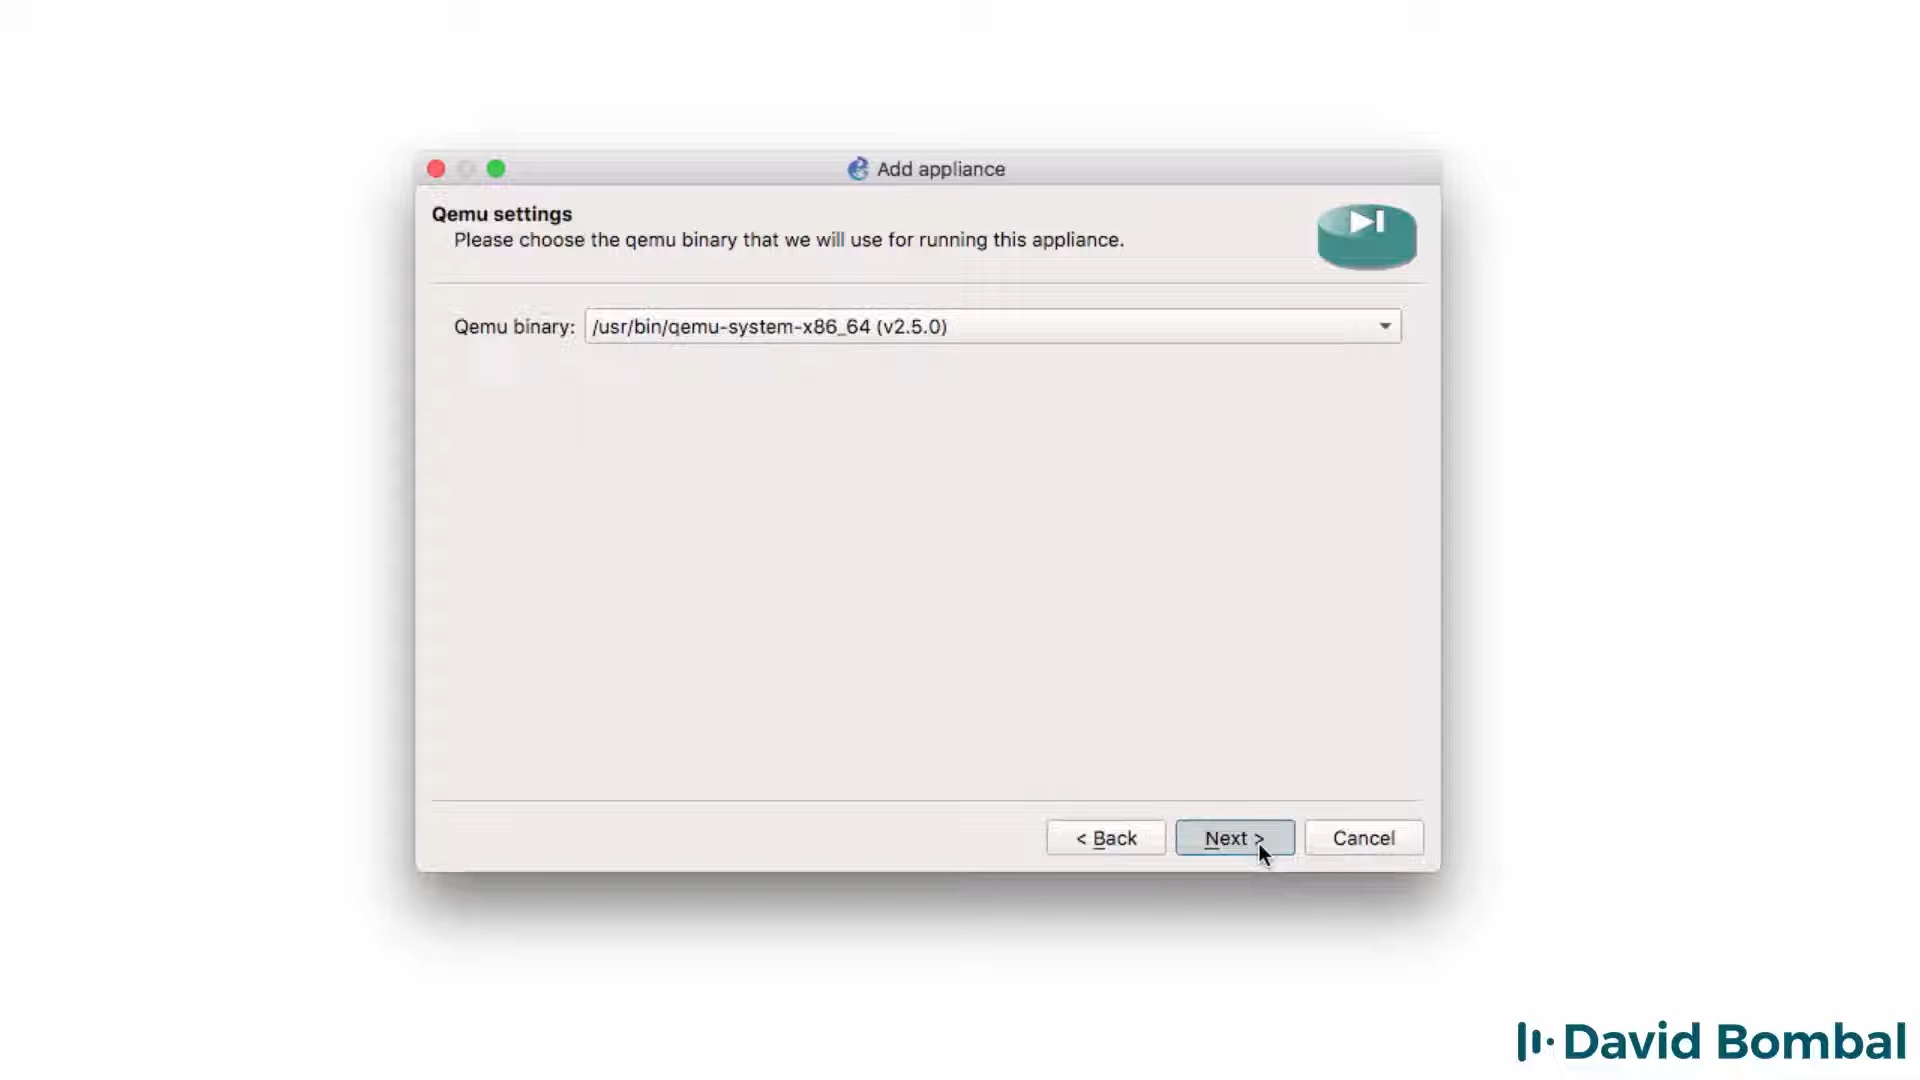 Add appliance
Qemu settings
Please choose the qemu binary that we will use for running this appliance.
Qemu binary: /usr/bin/qemu-system-x86_64 (v2.5.0)
< Back Next > Cancel
David Bombal